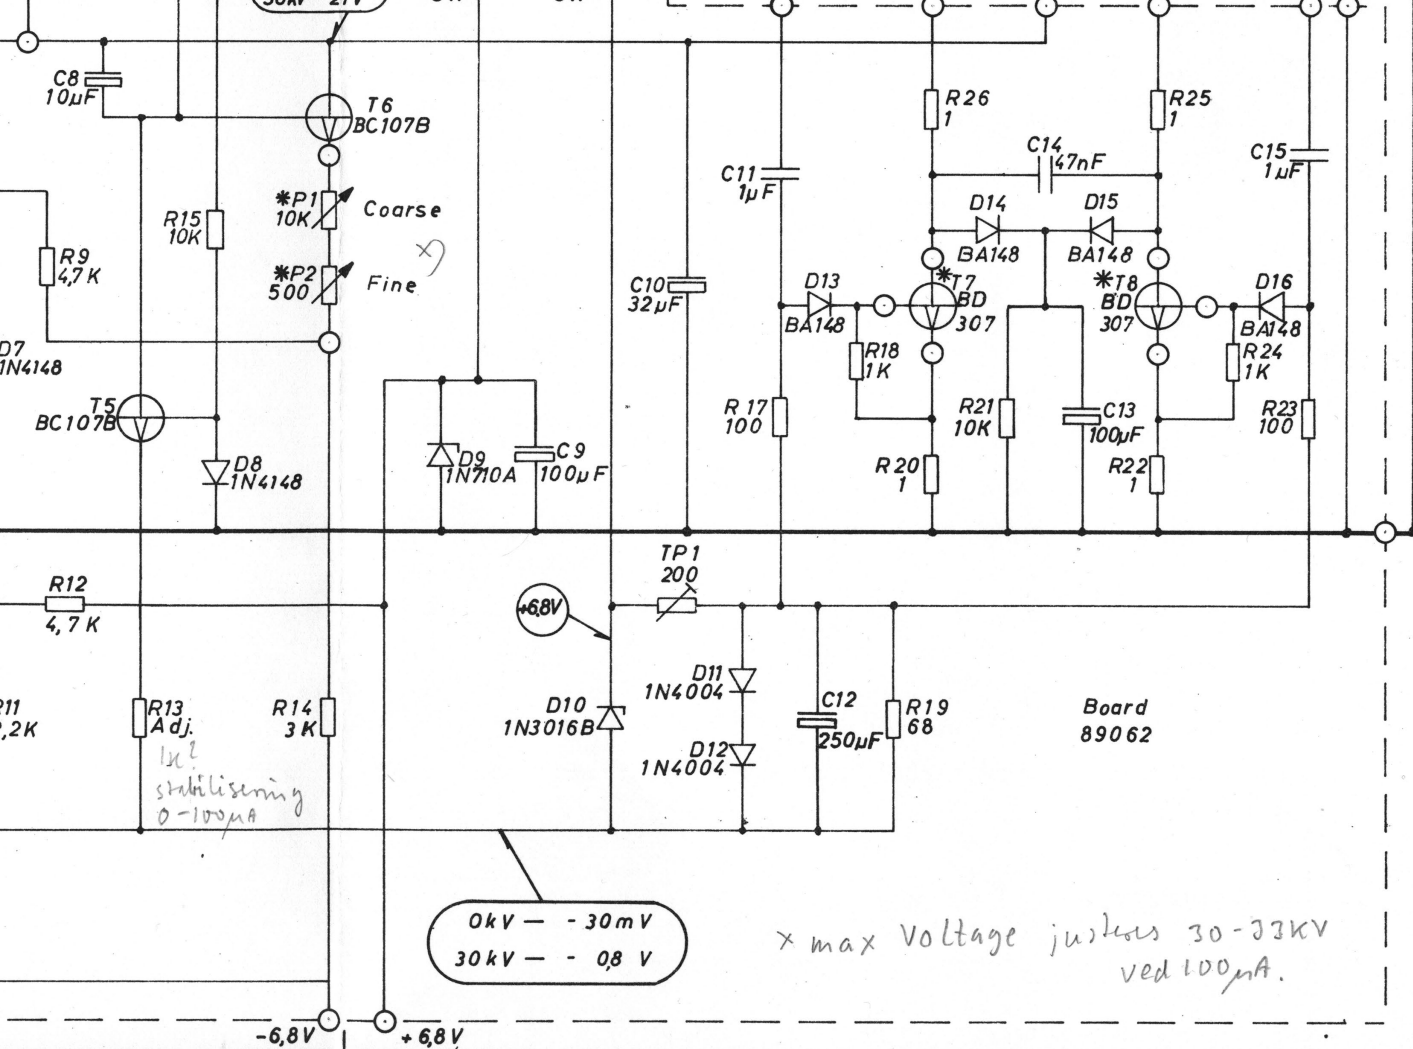 C8
10µF
T6
BC107B
*P1
10K
Coarse
x)
*P2
500
Fine
R15
10K
R9
4,7K
D7
1N4148
T5
BC107B
D8
1N4148
D9
1N710A
C9
100µF
C10
32µF
C11
1µF
R26
1
C14
47nF
R25
1
C15
1µF
D14
BA148
D15
BA148
D13
BA148
*T7
BD
307
*T8
BD
307
D16
BA148
R18
1K
R24
1K
R17
100
R21
10K
C13
100µF
R23
100
R20
1
R22
1
R12
4,7K
+6,8V
TP1
200
R13
Adj.
1K?
stabilisering
0-100µA
R14
3K
D10
1N3016B
D11
1N4004
D12
1N4004
C12
250µF
R19
68
Board
89062
0kV — -30mV
30kV — - 0,8 V
x max Voltage justeres 30-33KV
ved 100µA.
-6,8V
+6,8V